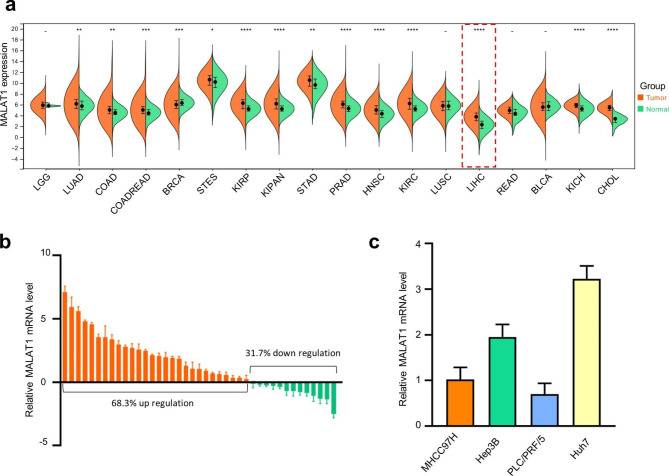 a
- ** ** *** *** * **** **** ** **** **** **** - **** - - **** ****
MALAT1 expression
20
18
16
14
12
10
8
6
4
2
0
-2
-4
LGG LUAD COAD COADREAD BRCA STES KIRP KIPAN STAD PRAD HNSC KIRC LUSC LIHC READ BLCA KICH CHOL
Group
Tumor
Normal
b
Relative MALAT1 mRNA level
10
5
0
-5
31.7% down regulation
68.3% up regulation
c
Relative MALAT1 mRNA level
4
3
2
1
0
MHCC97H Hep3B PLC/PRF/5 Huh7